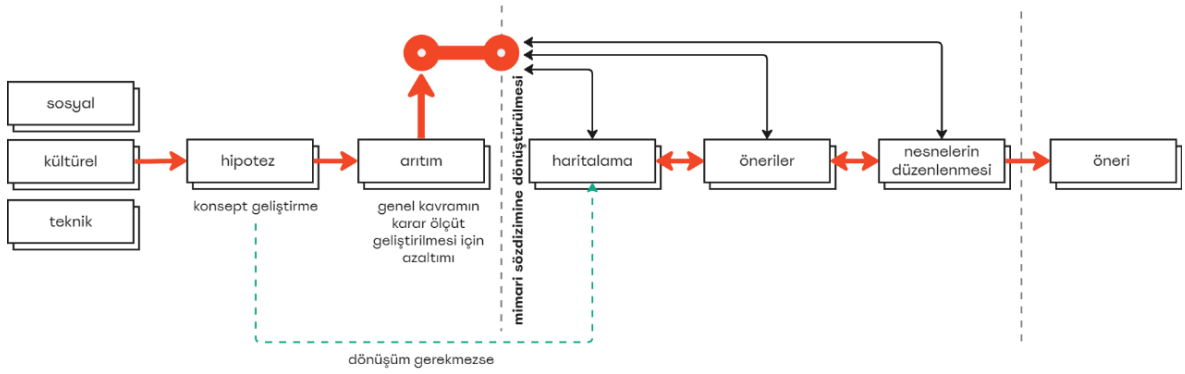 sosyal
kültürel
teknik
hipotez
konsept geliştirme
arıtım
genel kavramın
karar ölçüt
geliştirilmesi için
azaltımı
mimari sözdizimine dönüştürülmesi
haritalama
öneriler
nesnelerin
düzenlenmesi
öneri
dönüşüm gerekmezse